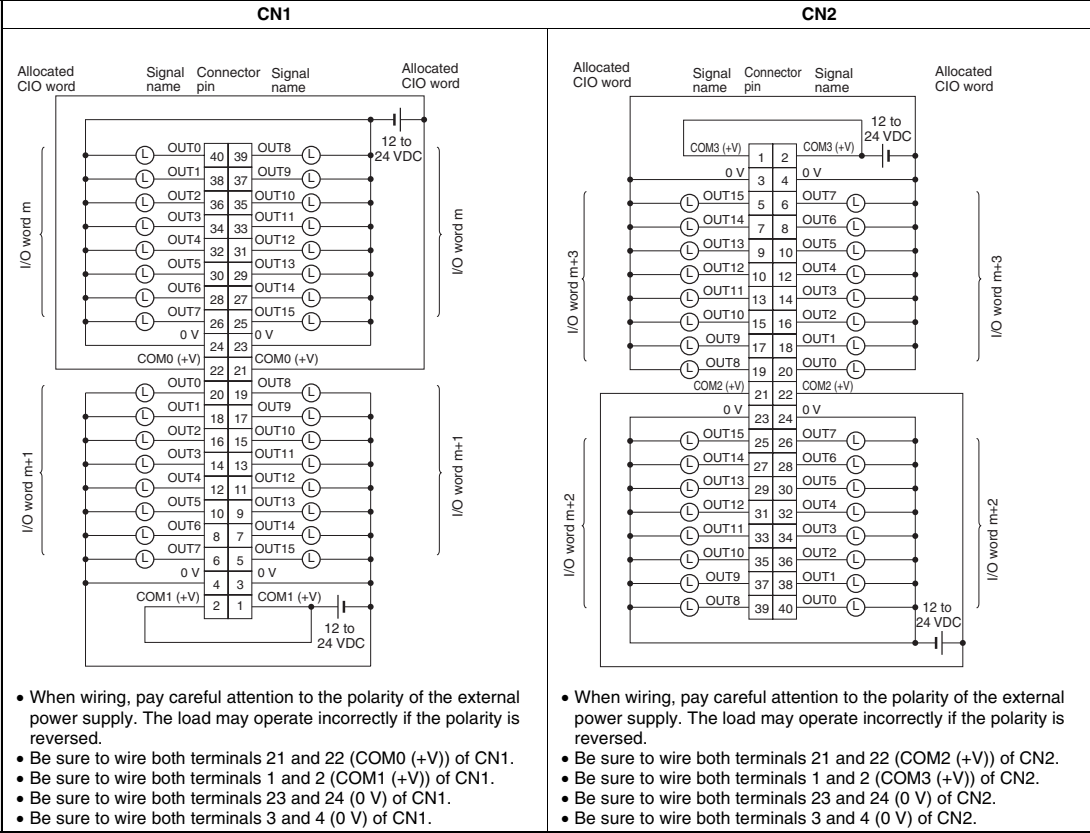 CN1
Allocated CIO word
Signal name
Connector pin
Signal name
Allocated CIO word
12 to 24 VDC
OUT0 40 39 OUT8
L L
OUT1 38 37 OUT9
L L
OUT2 36 35 OUT10
L L
OUT3 34 33 OUT11
L L
OUT4 32 31 OUT12
L L
OUT5 30 29 OUT13
L L
OUT6 28 27 OUT14
L L
OUT7 26 25 OUT15
L L
0 V 24 23 0 V
COM0 (+V) 22 21 COM0 (+V)
I/O word m
I/O word m
OUT0 20 19 OUT8
L L
OUT1 18 17 OUT9
L L
OUT2 16 15 OUT10
L L
OUT3 14 13 OUT11
L L
OUT4 12 11 OUT12
L L
OUT5 10 9 OUT13
L L
OUT6 8 7 OUT14
L L
OUT7 6 5 OUT15
L L
0 V 4 3 0 V
COM1 (+V) 2 1 COM1 (+V)
I/O word m+1
I/O word m+1
12 to
24 VDC
• When wiring, pay careful attention to the polarity of the external
power supply. The load may operate incorrectly if the polarity is
reversed.
• Be sure to wire both terminals 21 and 22 (COM0 (+V)) of CN1.
• Be sure to wire both terminals 1 and 2 (COM1 (+V)) of CN1.
• Be sure to wire both terminals 23 and 24 (0 V) of CN1.
• Be sure to wire both terminals 3 and 4 (0 V) of CN1.
CN2
Allocated CIO word
Signal name
Connector pin
Signal name
Allocated CIO word
12 to
24 VDC
COM3 (+V) 1 2 COM3 (+V)
0 V 3 4 0 V
OUT15 5 6 OUT7
L L
OUT14 7 8 OUT6
L L
OUT13 9 10 OUT5
L L
OUT12 10 12 OUT4
L L
OUT11 13 14 OUT3
L L
OUT10 15 16 OUT2
L L
OUT9 17 18 OUT1
L L
OUT8 19 20 OUT0
L L
I/O word m+3
I/O word m+3
COM2 (+V) 21 22 COM2 (+V)
0 V 23 24 0 V
OUT15 25 26 OUT7
L L
OUT14 27 28 OUT6
L L
OUT13 29 30 OUT5
L L
OUT12 31 32 OUT4
L L
OUT11 33 34 OUT3
L L
OUT10 35 36 OUT2
L L
OUT9 37 38 OUT1
L L
OUT8 39 40 OUT0
L L
I/O word m+2
I/O word m+2
12 to
24 VDC
• When wiring, pay careful attention to the polarity of the external
power supply. The load may operate incorrectly if the polarity is
reversed.
• Be sure to wire both terminals 21 and 22 (COM2 (+V)) of CN2.
• Be sure to wire both terminals 1 and 2 (COM3 (+V)) of CN2.
• Be sure to wire both terminals 23 and 24 (0 V) of CN2.
• Be sure to wire both terminals 3 and 4 (0 V) of CN2.